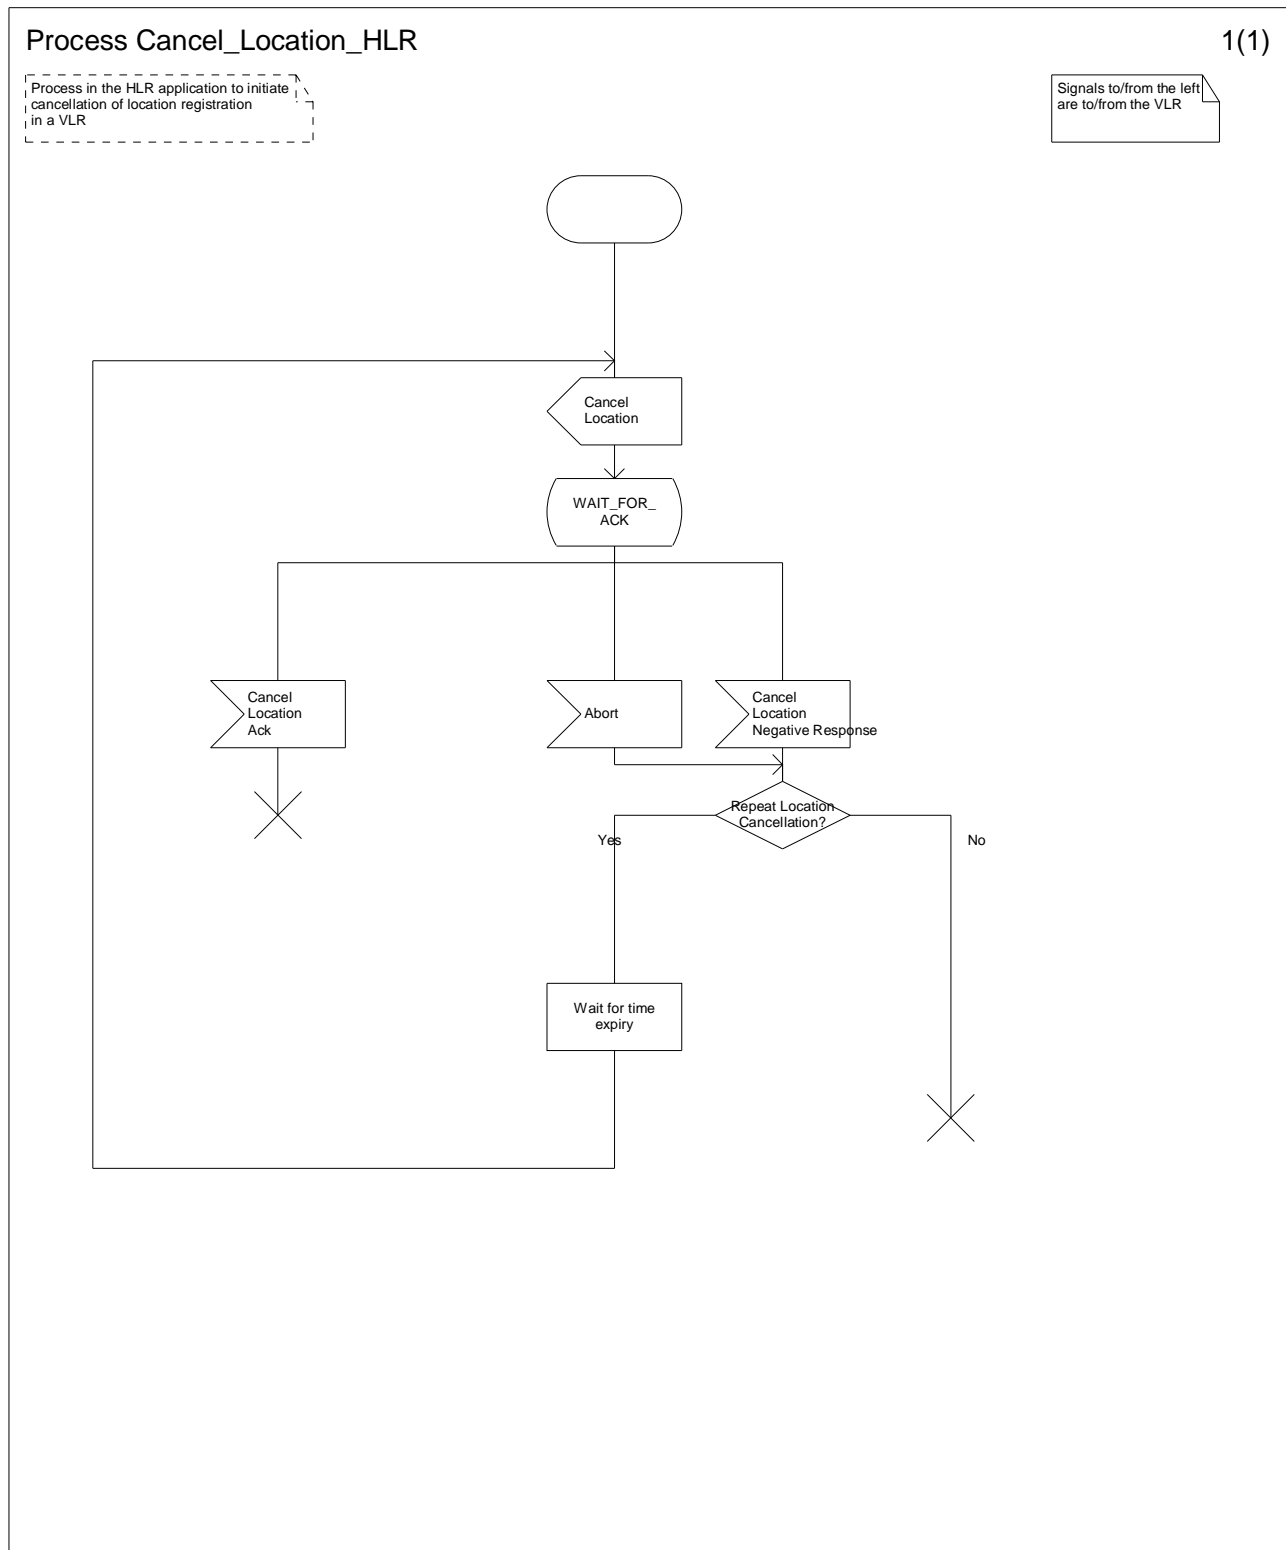 Process Cancel_Location_HLR
1(1)
Process in the HLR application to initiate
cancellation of location registration
in a VLR
Signals to/from the left
are to/from the VLR
Cancel
Location
WAIT_FOR_
ACK
Cancel
Location
Ack
Abort
Cancel
Location
Negative Response
Repeat Location
Cancellation?
Yes
No
Wait for time
expiry